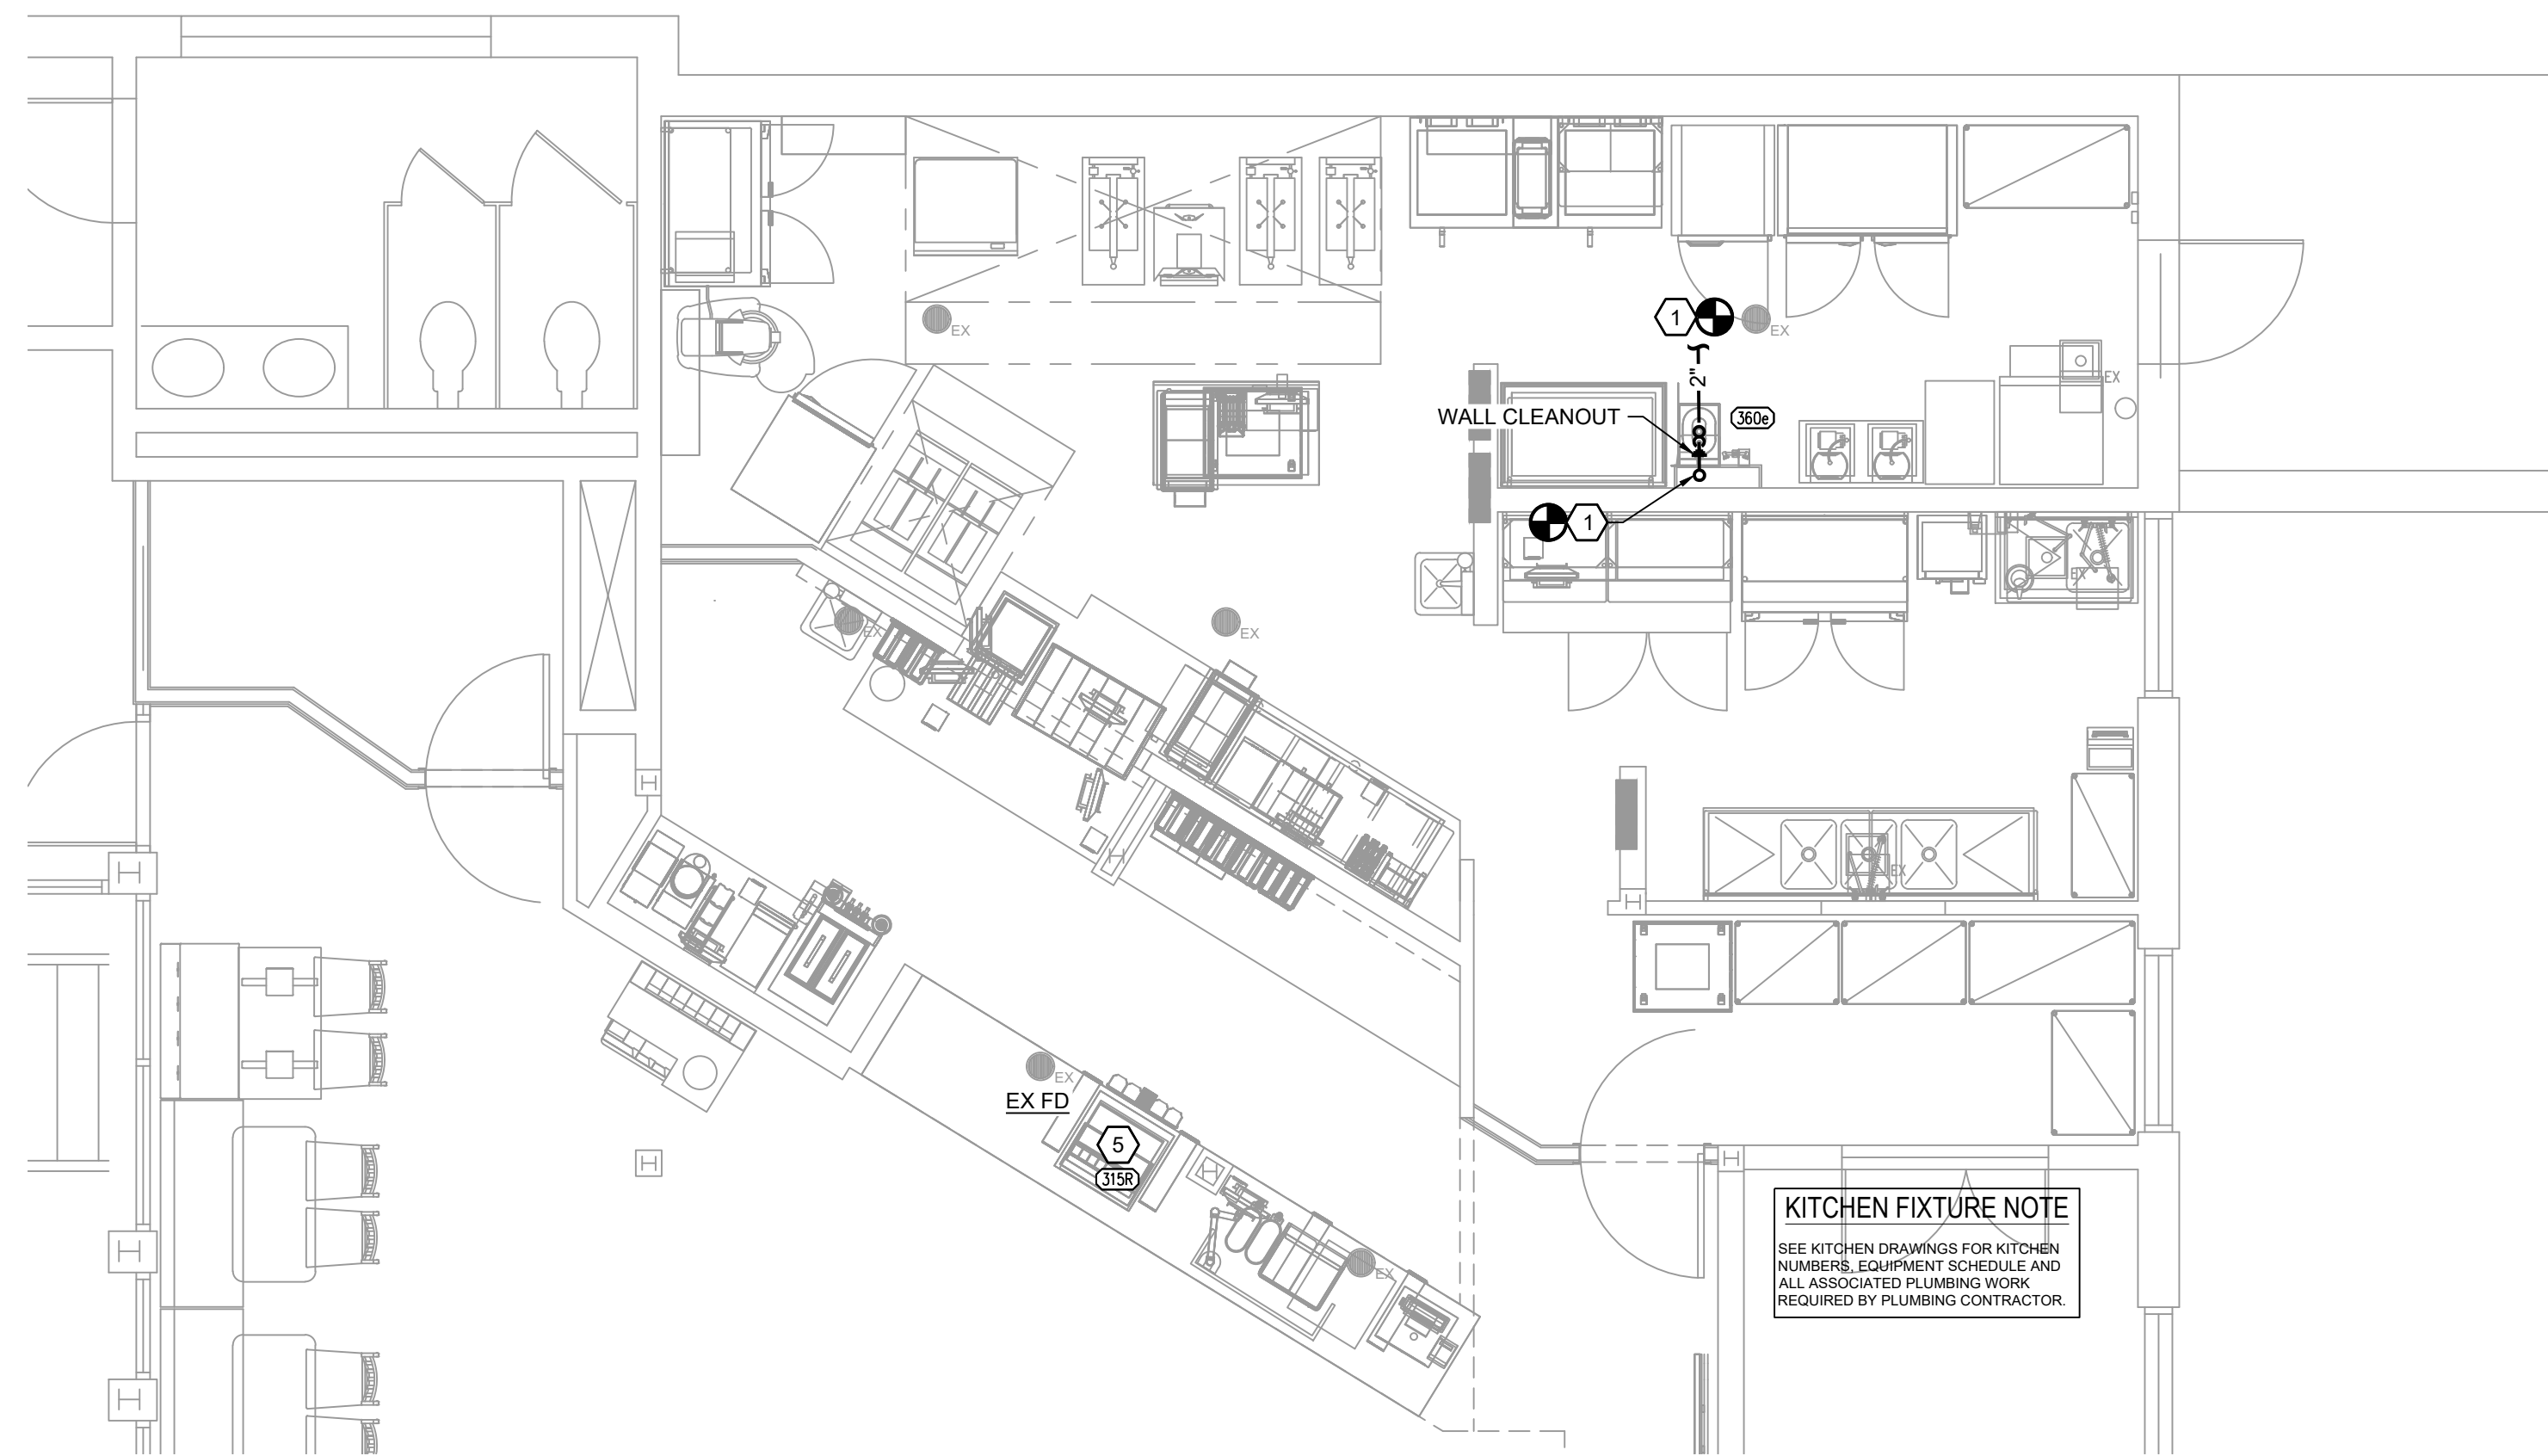 EX
1
EX
2"
EX
WALL CLEANOUT
360e
1
EX
EX
EX
H
H
H
EX
H
EX
EX FD
5
315R
H
H
H
H
EX
H
KITCHEN FIXTURE NOTE
SEE KITCHEN DRAWINGS FOR KITCHEN
NUMBERS, EQUIPMENT SCHEDULE AND
ALL ASSOCIATED PLUMBING WORK
REQUIRED BY PLUMBING CONTRACTOR.
H